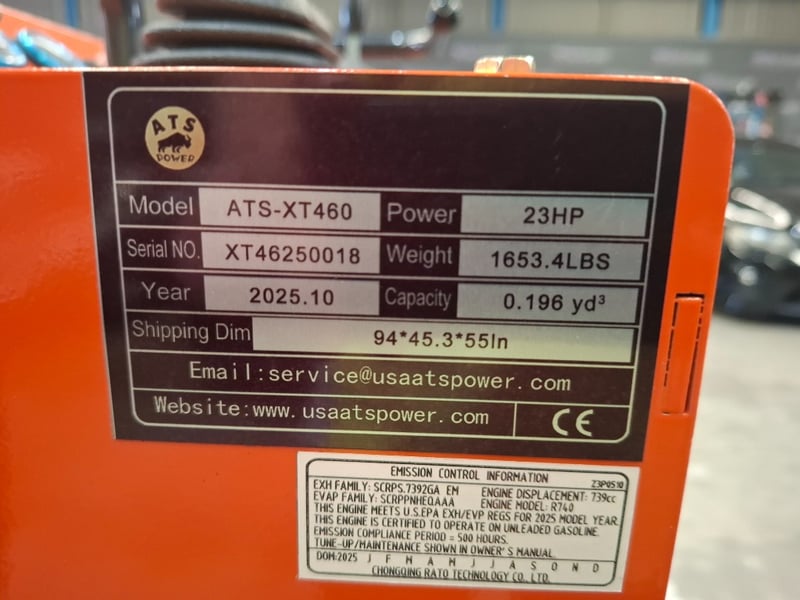 ATS
POWER
Model ATS-XT460 Power 23HP
Serial NO. XT46250018 Weight 1653.4LBS
Year 2025.10 Capacity 0.196 yd³
Shipping Dim 94*45.3*55In
Email:service@usaatspower.com
Website:www.usaatspower.com CE
EMISSION CONTROL INFORMATION Z3P0510
EXH FAMILY: SCRPS.7392GA EM ENGINE DISPLACEMENT: 739cc
EVAP FAMILY: SCRPPNHEQAAA ENGINE MODEL: R740
THIS ENGINE MEETS U.S.EPA EXH/EVP REGS FOR 2025 MODEL YEAR.
THIS ENGINE IS CERTIFIED TO OPERATE ON UNLEADED GASOLINE.
EMISSION COMPLIANCE PERIOD = 500 HOURS.
TUNE-UP/MAINTENANCE SHOWN IN OWNER'S MANUAL
DOM:2025 J F M A M J J A S O N D
CHONGQING RATO TECHNOLOGY CO., LTD.